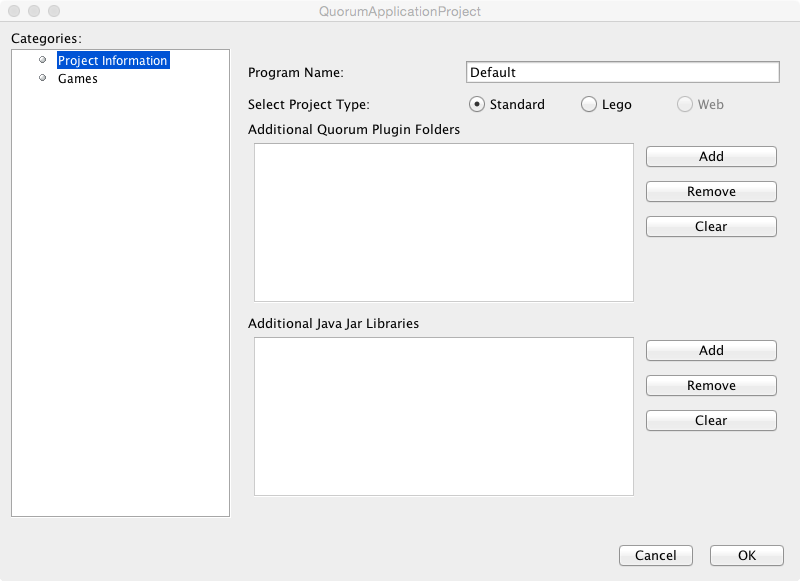 QuorumApplicationProject
Categories:
Project Information
Games
Program Name: Default
Select Project Type: Standard Lego Web
Additional Quorum Plugin Folders
Add
Remove
Clear
Additional Java Jar Libraries
Add
Remove
Clear
Cancel OK